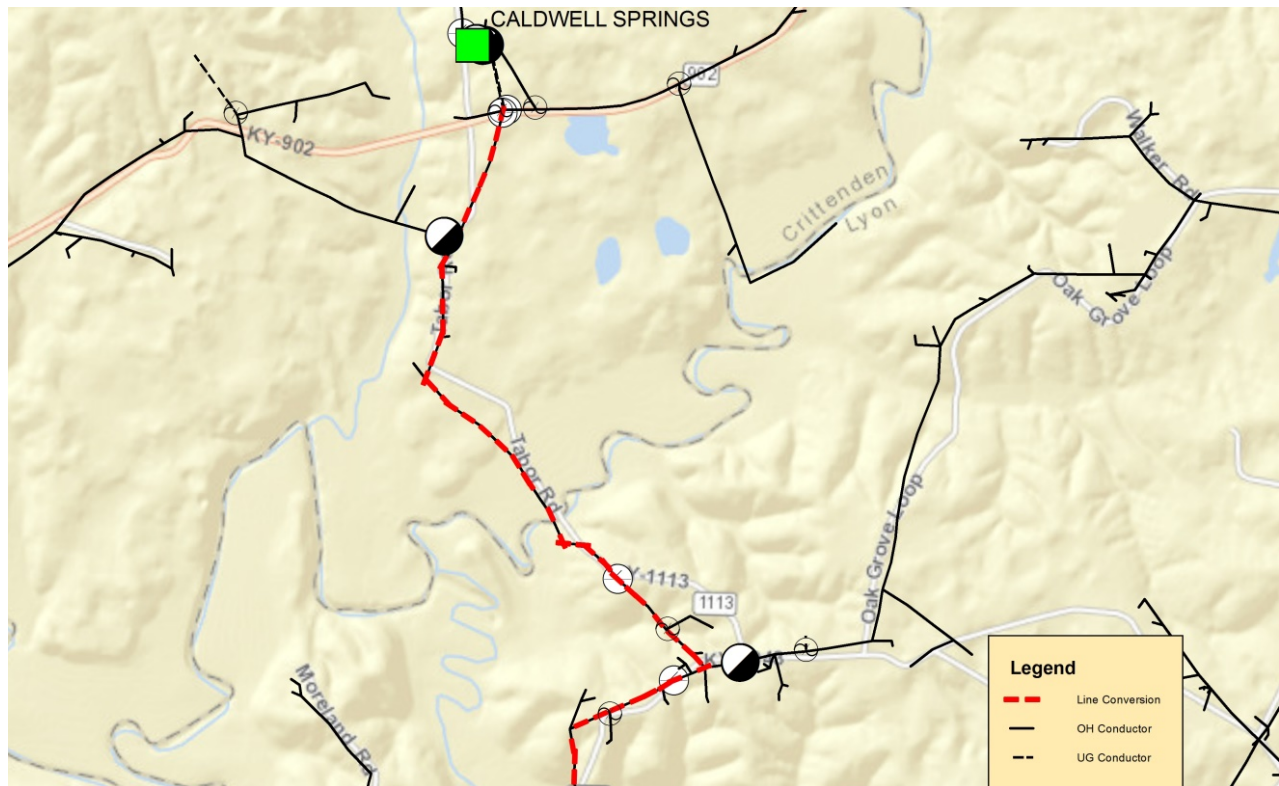 CALDWELL SPRINGS
902
KY-902
Walker Rd
Crittenden
Lyon
Oak Grove Loop
Tabor Rd
Y-1113
1113
Oak Grove Loop
Moreland Rd
Legend
Line Conversion
OH Conductor
UG Conductor